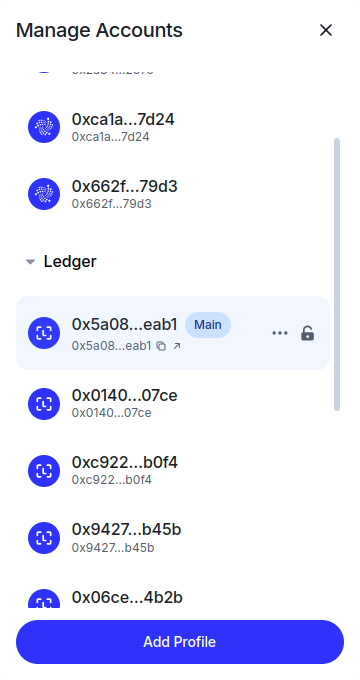 Manage Accounts
0xca1a...7d24
0xca1a...7d24
0x662f...79d3
0x662f...79d3
Ledger
0x5a08...eab1 Main
0x5a08...eab1
0x0140...07ce
0x0140...07ce
0xc922...b0f4
0xc922...b0f4
0x9427...b45b
0x9427...b45b
0x06ce...4b2b
Add Profile